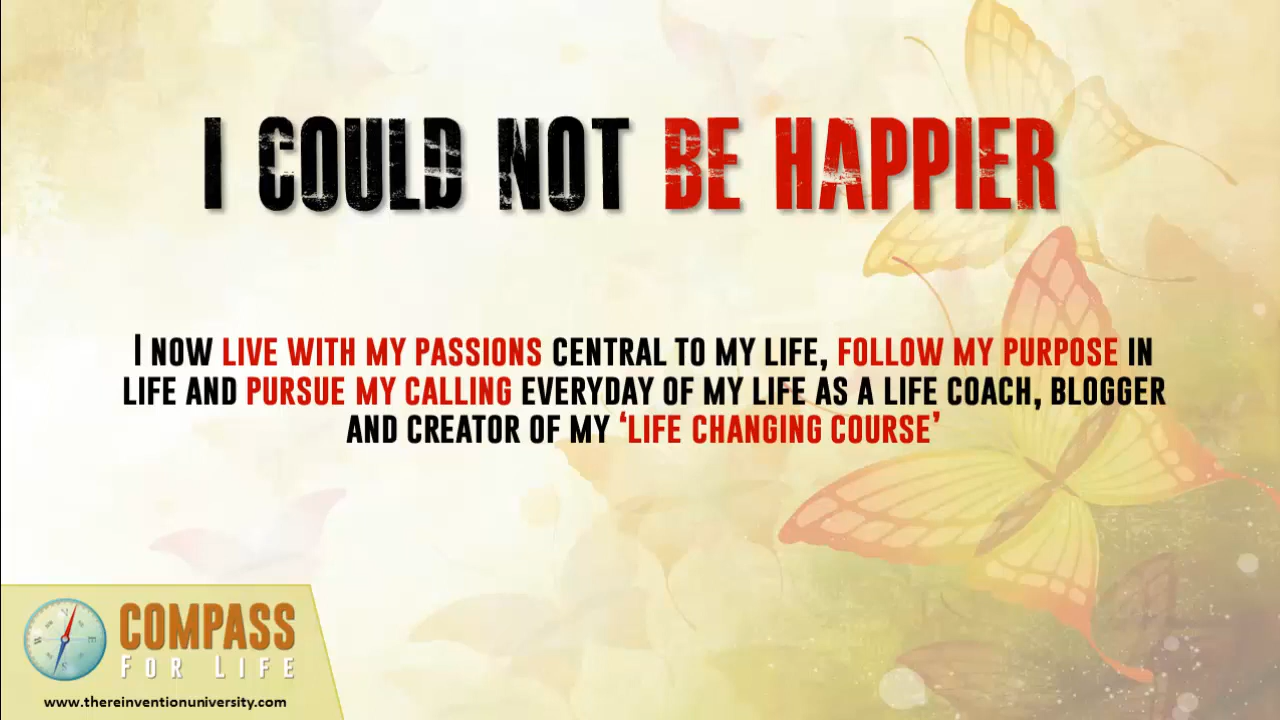 I COULD NOT BE HAPPIER
I NOW LIVE WITH MY PASSIONS CENTRAL TO MY LIFE, FOLLOW MY PURPOSE IN
LIFE AND PURSUE MY CALLING EVERYDAY OF MY LIFE AS A LIFE COACH, BLOGGER
AND CREATOR OF MY ‘LIFE CHANGING COURSE’
COMPASS
FOR LIFE
www.thereinventionuniversity.com